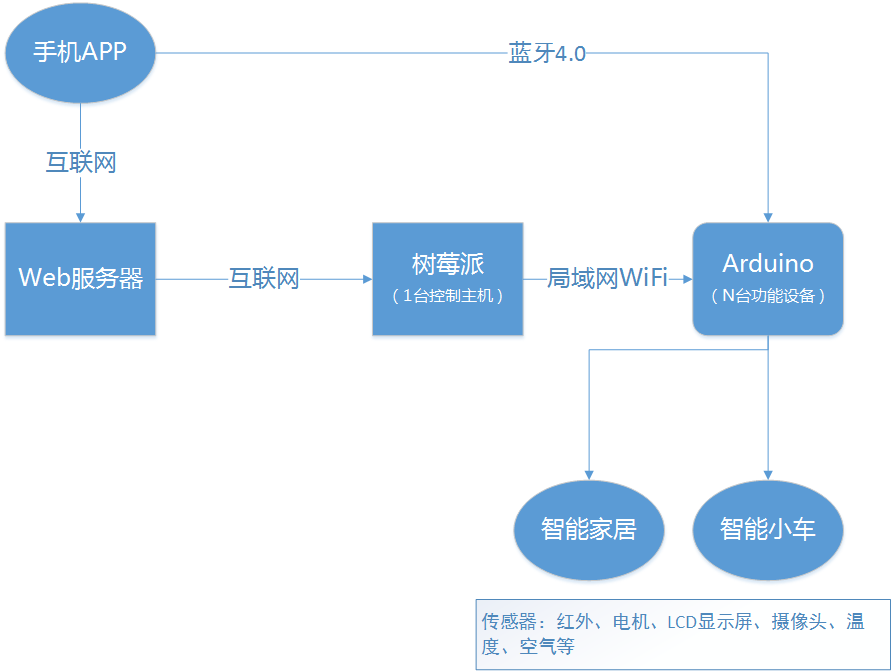 手机APP
蓝牙4.0
互联网
Web服务器
互联网
树莓派
（1台控制主机）
局域网WiFi
Arduino
（N台功能设备）
智能家居
智能小车
传感器：红外、电机、LCD显示屏、摄像头、温
度、空气等